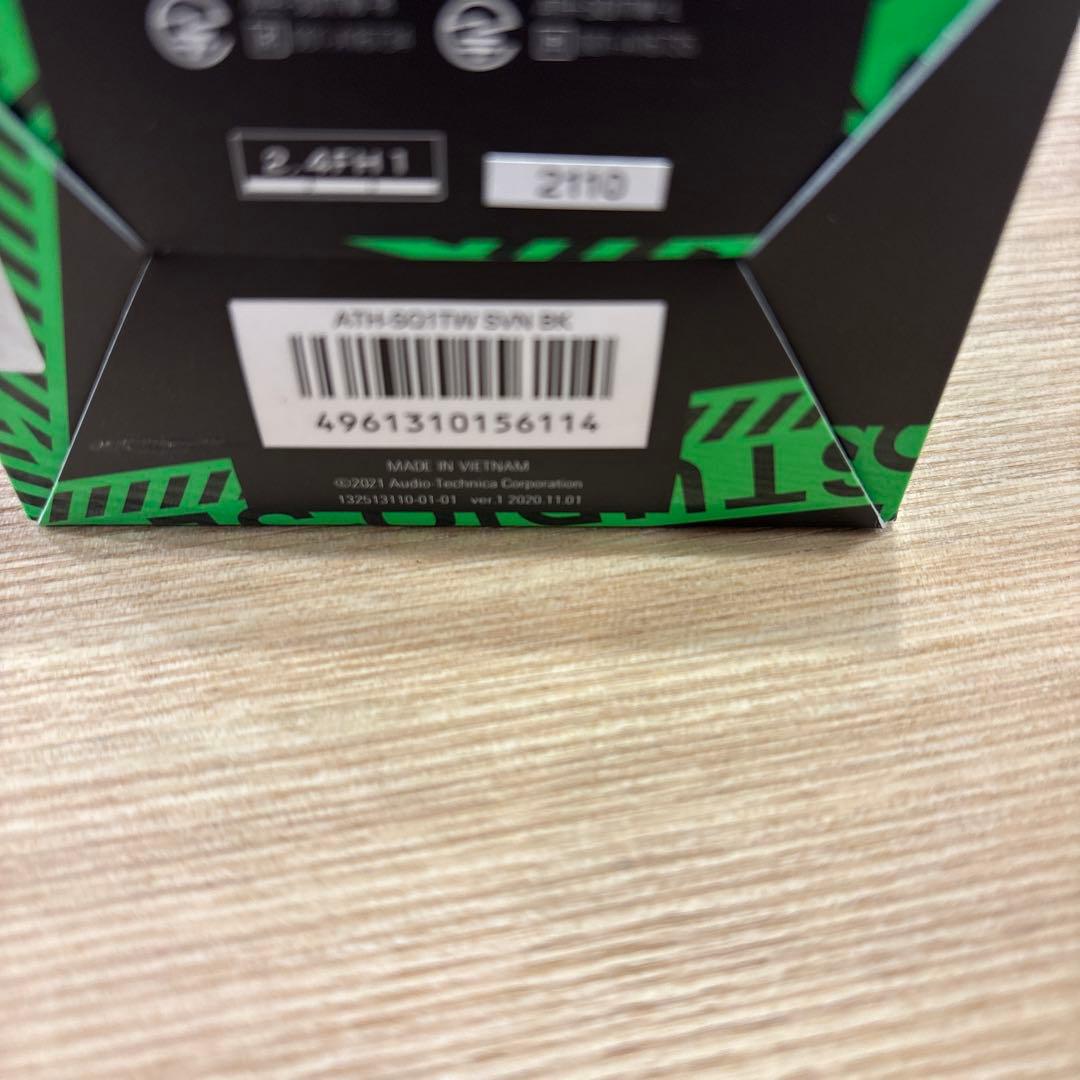 2.4FH1
2110
ATH-SQ1TW SVN BK
4961310156114
MADE IN VIETNAM
©2021 Audio-Technica Corporation
132513110-01-01 ver.1 2020.11.01